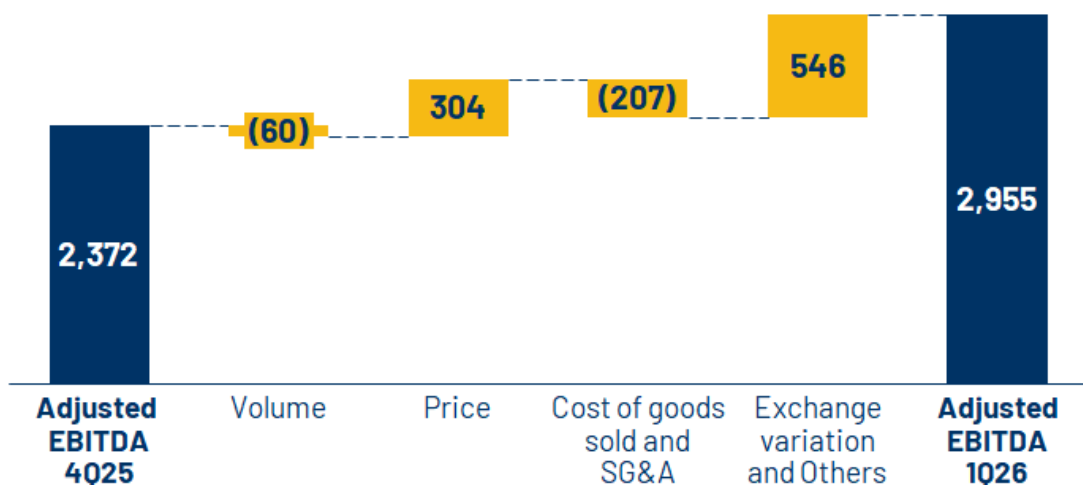 546
(60)
304
(207)
2,372
2,955
Adjusted
EBITDA
4Q25
Volume
Price
Cost of goods
sold and
SG&A
Exchange
variation
and Others
Adjusted
EBITDA
1Q26